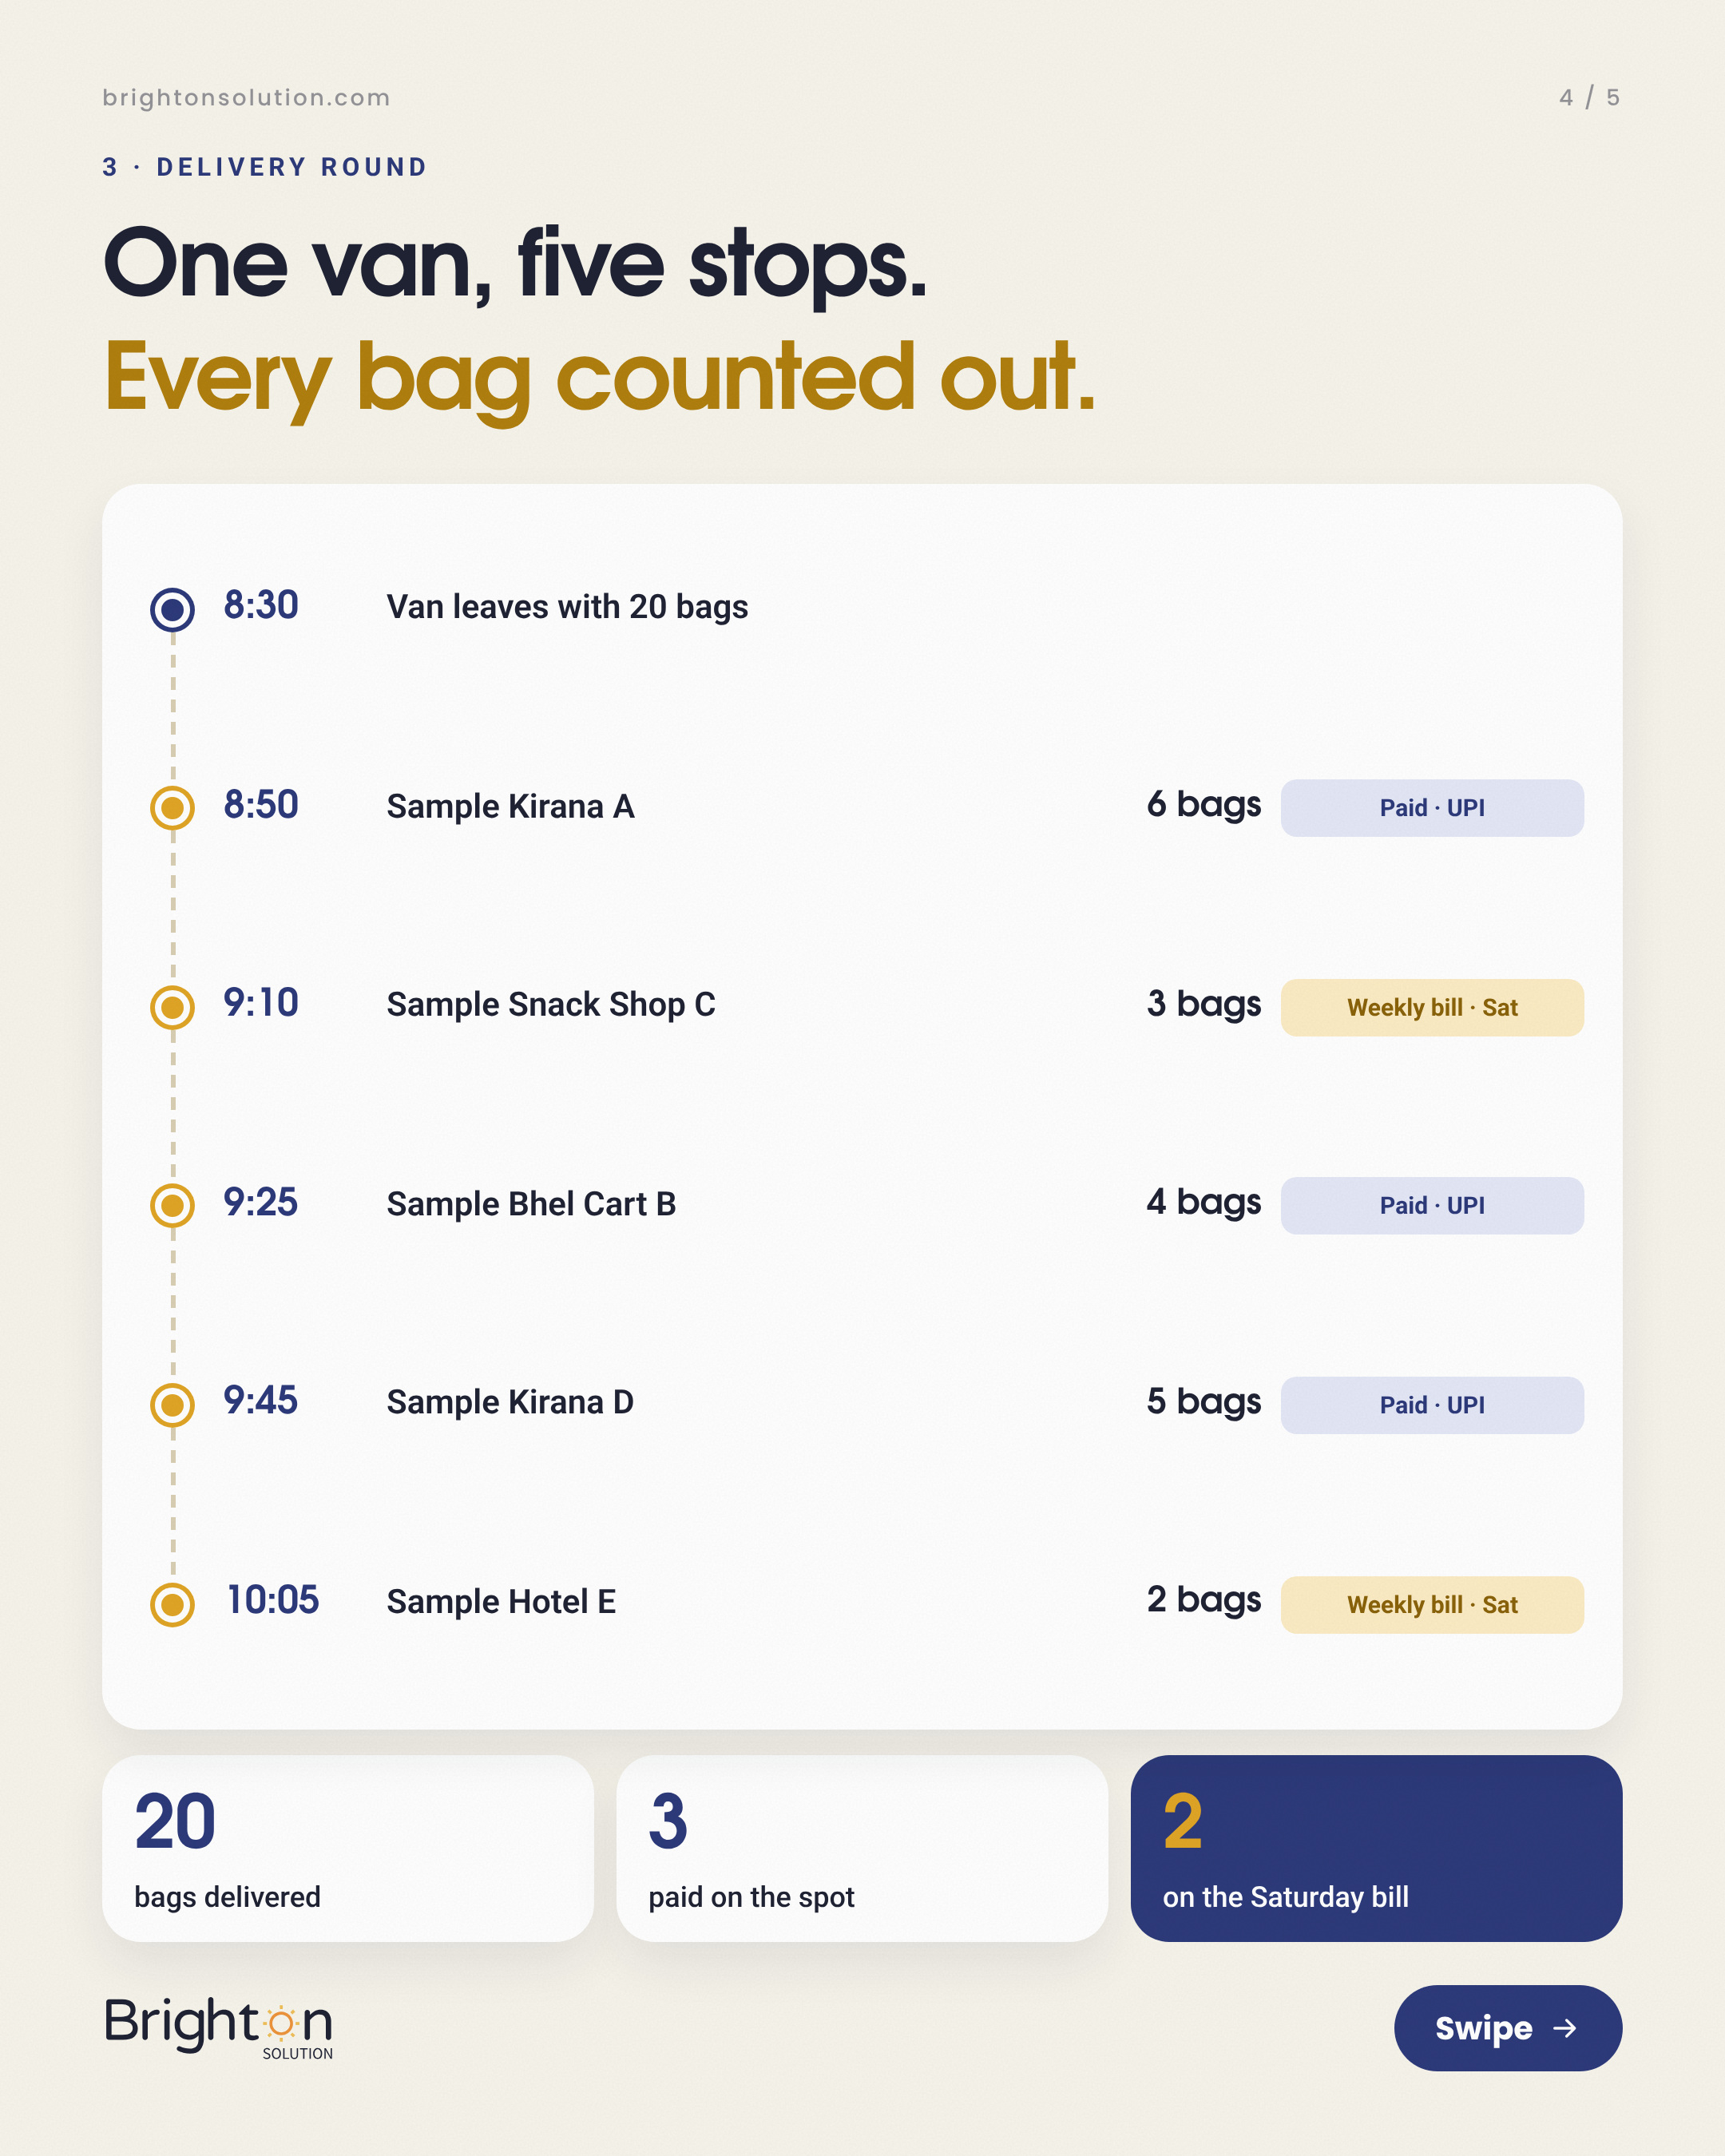 brightonsolution.com 4 / 5
3 · DELIVERY ROUND
One van, five stops.
Every bag counted out.
8:30 Van leaves with 20 bags
8:50 Sample Kirana A 6 bags Paid · UPI
9:10 Sample Snack Shop C 3 bags Weekly bill · Sat
9:25 Sample Bhel Cart B 4 bags Paid · UPI
9:45 Sample Kirana D 5 bags Paid · UPI
10:05 Sample Hotel E 2 bags Weekly bill · Sat
20 3 2
bags delivered paid on the spot on the Saturday bill
Brighton Swipe →
SOLUTION